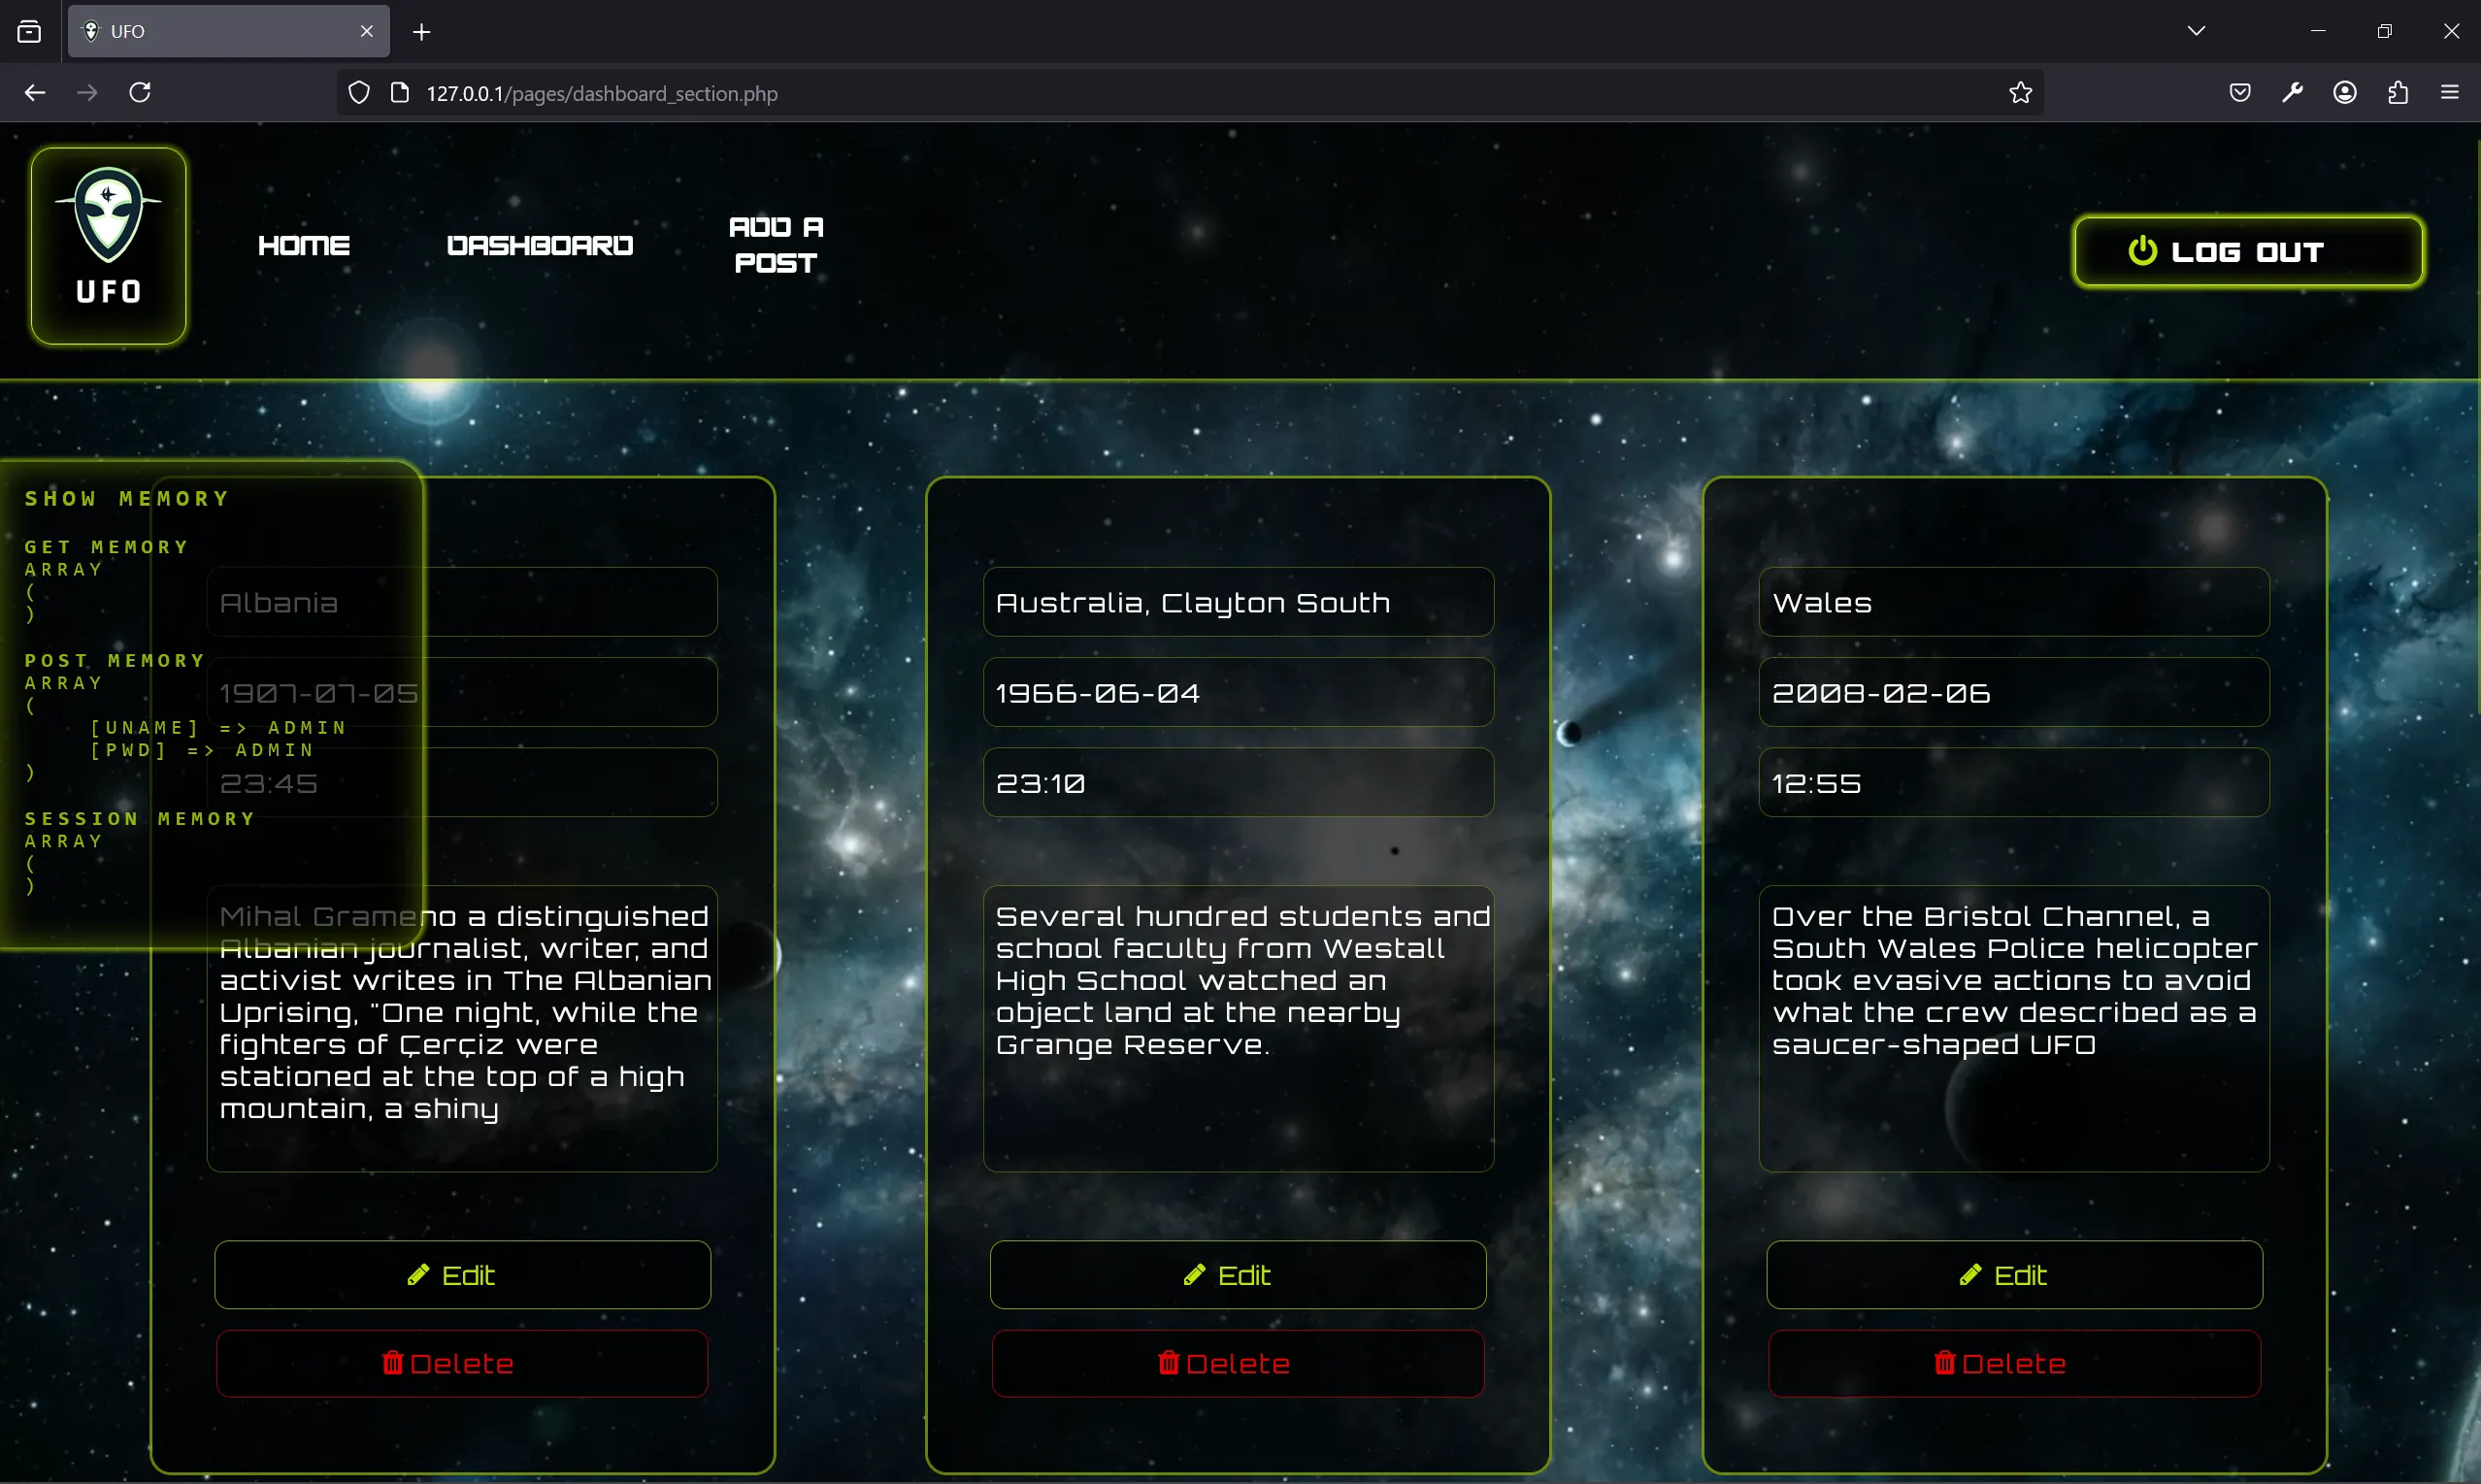 UFO
127.0.0.1/pages/dashboard_section.php
UFO
HOME
DASHBOARD
ADD A
POST
LOG OUT
SHOW MEMORY
GET MEMORY
ARRAY
(
)
POST MEMORY
ARRAY
(
[UNAME] => ADMIN
[PWD] => ADMIN
)
SESSION MEMORY
ARRAY
(
)
Albania
1907-07-05
23:45
Mihal Grameno a distinguished
Albanian journalist, writer, and
activist writes in The Albanian
Uprising, "One night, while the
fighters of Çerçiz were
stationed at the top of a high
mountain, a shiny
Edit
Delete
Australia, Clayton South
1966-06-04
23:10
Several hundred students and
school faculty from Westall
High School watched an
object land at the nearby
Grange Reserve.
Edit
Delete
Wales
2008-02-06
12:55
Over the Bristol Channel, a
South Wales Police helicopter
took evasive actions to avoid
what the crew described as a
saucer-shaped UFO
Edit
Delete